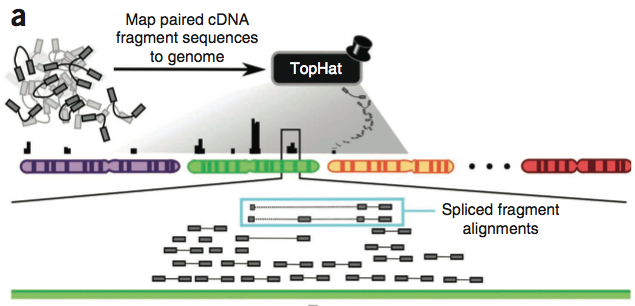 a
Map paired cDNA
fragment sequences
to genome
TopHat
Spliced fragment
alignments